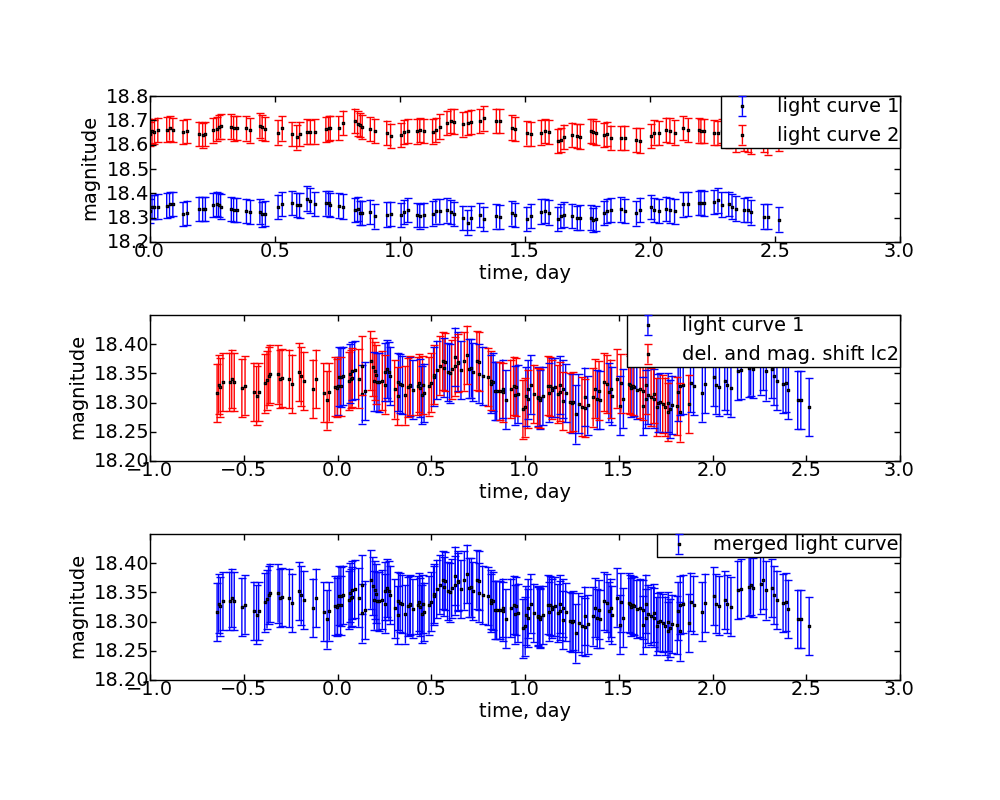 18.8
18.7
18.6
18.5
18.4
18.3
18.2
magnitude
light curve 1
light curve 2
0.0 0.5 1.0 1.5 2.0 2.5 3.0
time, day
18.40
18.35
18.30
18.25
18.20
magnitude
light curve 1
del. and mag. shift lc2
−1.0 −0.5 0.0 0.5 1.0 1.5 2.0 2.5 3.0
time, day
18.40
18.35
18.30
18.25
18.20
magnitude
merged light curve
−1.0 −0.5 0.0 0.5 1.0 1.5 2.0 2.5 3.0
time, day